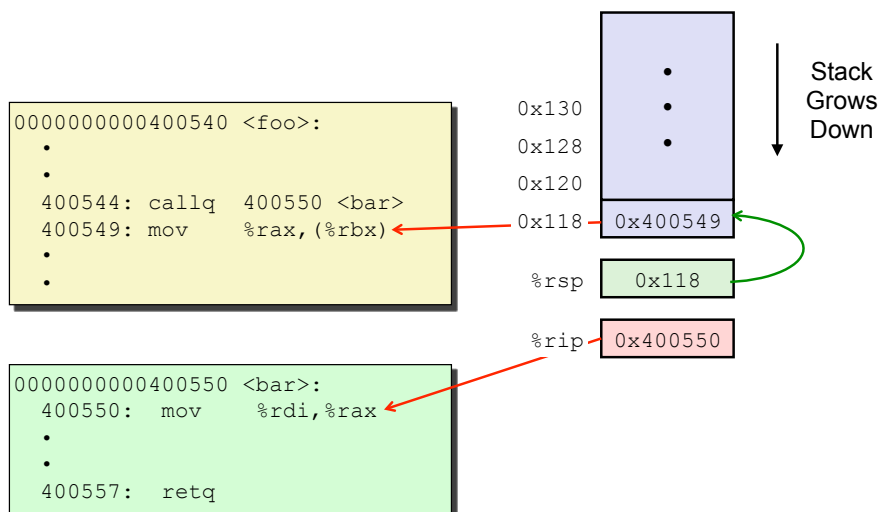 0000000000400540 <foo>:
•
•
400544: callq 400550 <bar>
400549: mov %rax,(%rbx)
•
•
0000000000400550 <bar>:
400550: mov %rdi,%rax
•
•
400557: retq
•
0x130 •
0x128 •
0x120
0x118 0x400549
%rsp 0x118
%rip 0x400550
Stack
Grows
Down